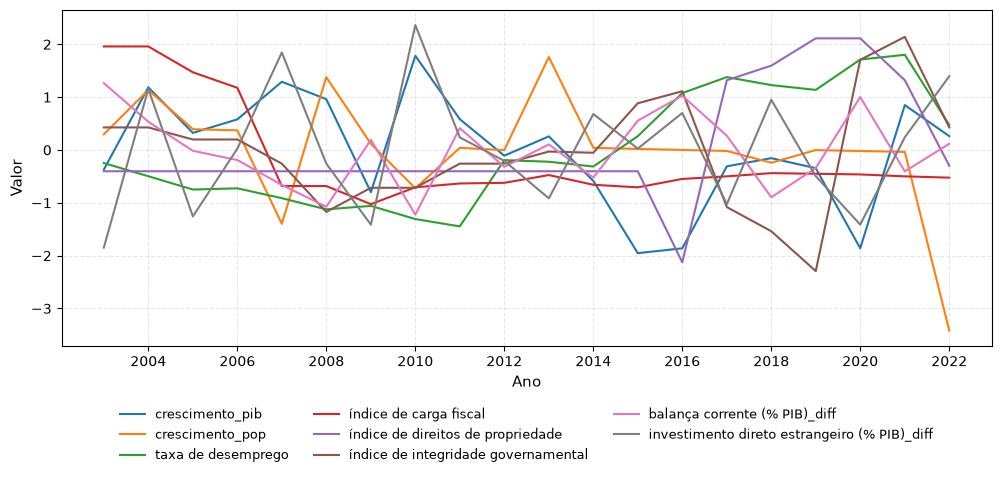 Valor
2
1
0
−1
−2
−3
2004 2006 2008 2010 2012 2014 2016 2018 2020 2022
Ano
crescimento_pib índice de carga fiscal balança corrente (% PIB)_diff
crescimento_pop índice de direitos de propriedade investimento direto estrangeiro (% PIB)_diff
taxa de desemprego índice de integridade governamental